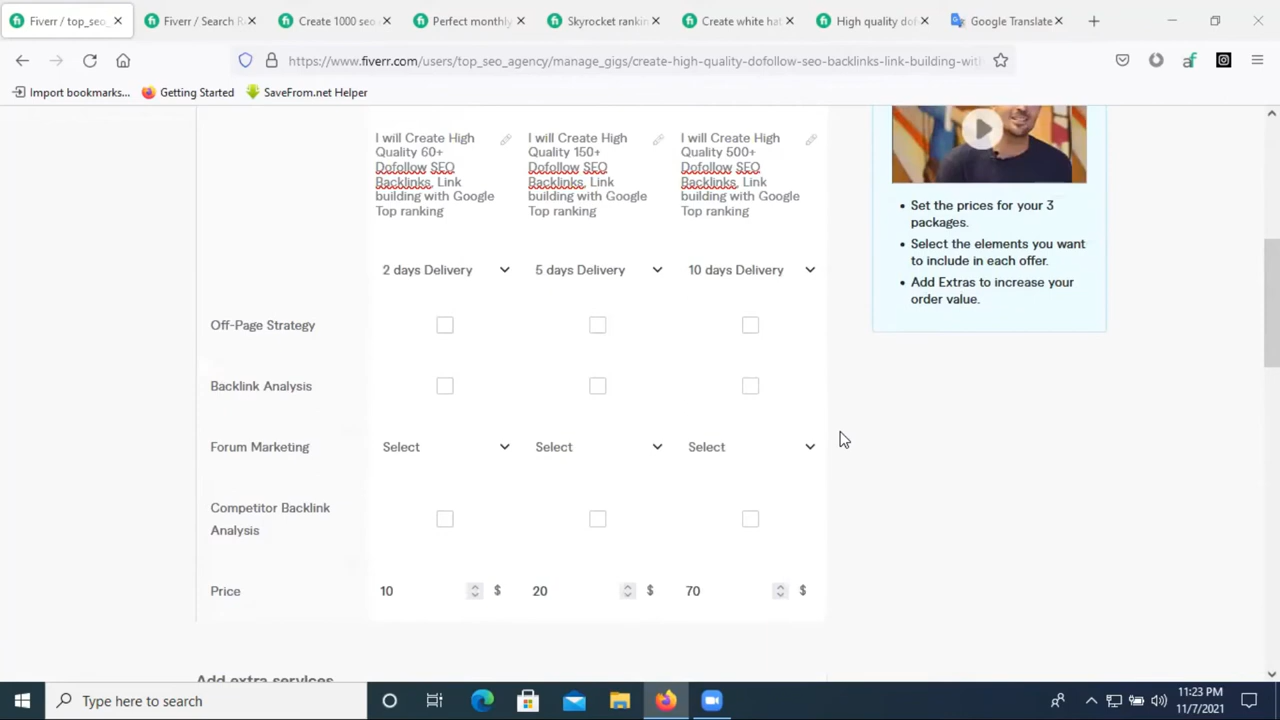 Fiverr / top_seo_
Fiverr / Search R
Create 1000 seo
Perfect monthly
Skyrocket rankin
Create white hat
High quality dof
Google Translate
https://www.fiverr.com/users/top_seo_agency/manage_gigs/create-high-quality-dofollow-seo-backlinks-link-building-wit
Import bookmarks...
Getting Started
SaveFrom.net Helper
I will Create High
Quality 60+
Dofollow SEO
Backlinks, Link
building with Google
Top ranking
I will Create High
Quality 150+
Dofollow SEO
Backlinks, Link
building with Google
Top ranking
I will Create High
Quality 500+
Dofollow SEO
Backlinks, Link
building with Google
Top ranking
2 days Delivery
5 days Delivery
10 days Delivery
Off-Page Strategy
Backlink Analysis
Forum Marketing
Select
Select
Select
Competitor Backlink
Analysis
Price
10
$
20
$
70
$
Add extra services
Set the prices for your 3
packages.
Select the elements you want
to include in each offer.
Add Extras to increase your
order value.
Type here to search
11:23 PM
11/7/2021